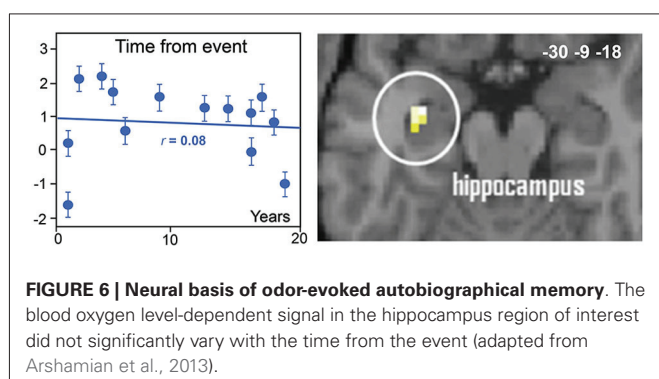 Time from event
3
2
1
0
-1
-2
r = 0.08
Years
0
10
20
-30 -9 -18
hippocampus
FIGURE 6 | Neural basis of odor-evoked autobiographical memory. The
blood oxygen level-dependent signal in the hippocampus region of interest
did not significantly vary with the time from the event (adapted from
Arshamian et al., 2013).